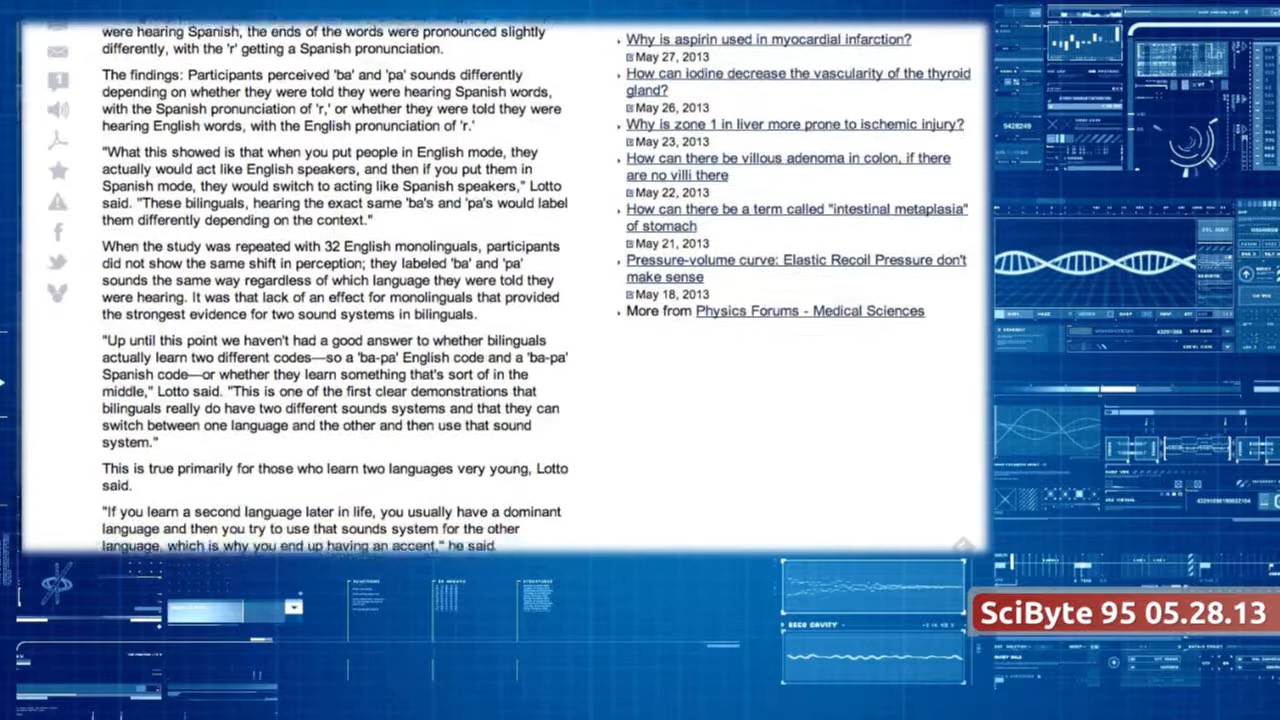 were hearing Spanish, the ends of the words were pronounced slightly
differently, with the 'r' getting a Spanish pronunciation.
The findings: Participants perceived 'ba' and 'pa' sounds differently
depending on whether they were told they were hearing Spanish words,
with the Spanish pronunciation of 'r,' or whether they were told they were
hearing English words, with the English pronunciation of 'r.'
"What this showed is that when you put people in English mode, they
actually would act like English speakers, and then if you put them in
Spanish mode, they would switch to acting like Spanish speakers," Lotto
said. "These bilinguals, hearing the exact same 'ba's and 'pa's would label
them differently depending on the context."
When the study was repeated with 32 English monolinguals, participants
did not show the same shift in perception; they labeled 'ba' and 'pa'
sounds the same way regardless of which language they were told they
were hearing. It was that lack of an effect for monolinguals that provided
the strongest evidence for two sound systems in bilinguals.
"Up until this point we haven't had a good answer to whether bilinguals
actually learn two different codes—so a 'ba-pa' English code and a 'ba-pa'
Spanish code—or whether they learn something that's sort of in the
middle," Lotto said. "This is one of the first clear demonstrations that
bilinguals really do have two different sounds systems and that they can
switch between one language and the other and then use that sound
system."
This is true primarily for those who learn two languages very young, Lotto
said.
"If you learn a second language later in life, you usually have a dominant
language and then you try to use that sounds system for the other
language, which is why you end up having an accent," he said.
Why is aspirin used in myocardial infarction?
May 27, 2013
How can iodine decrease the vascularity of the thyroid
gland?
May 26, 2013
Why is zone 1 in liver more prone to ischemic injury?
May 23, 2013
How can there be villous adenoma in colon, if there
are no villi there
May 22, 2013
How can there be a term called "intestinal metaplasia"
of stomach
May 21, 2013
Pressure-volume curve: Elastic Recoil Pressure don't
make sense
May 18, 2013
More from Physics Forums - Medical Sciences
9428249
SciByte 95 05.28.13